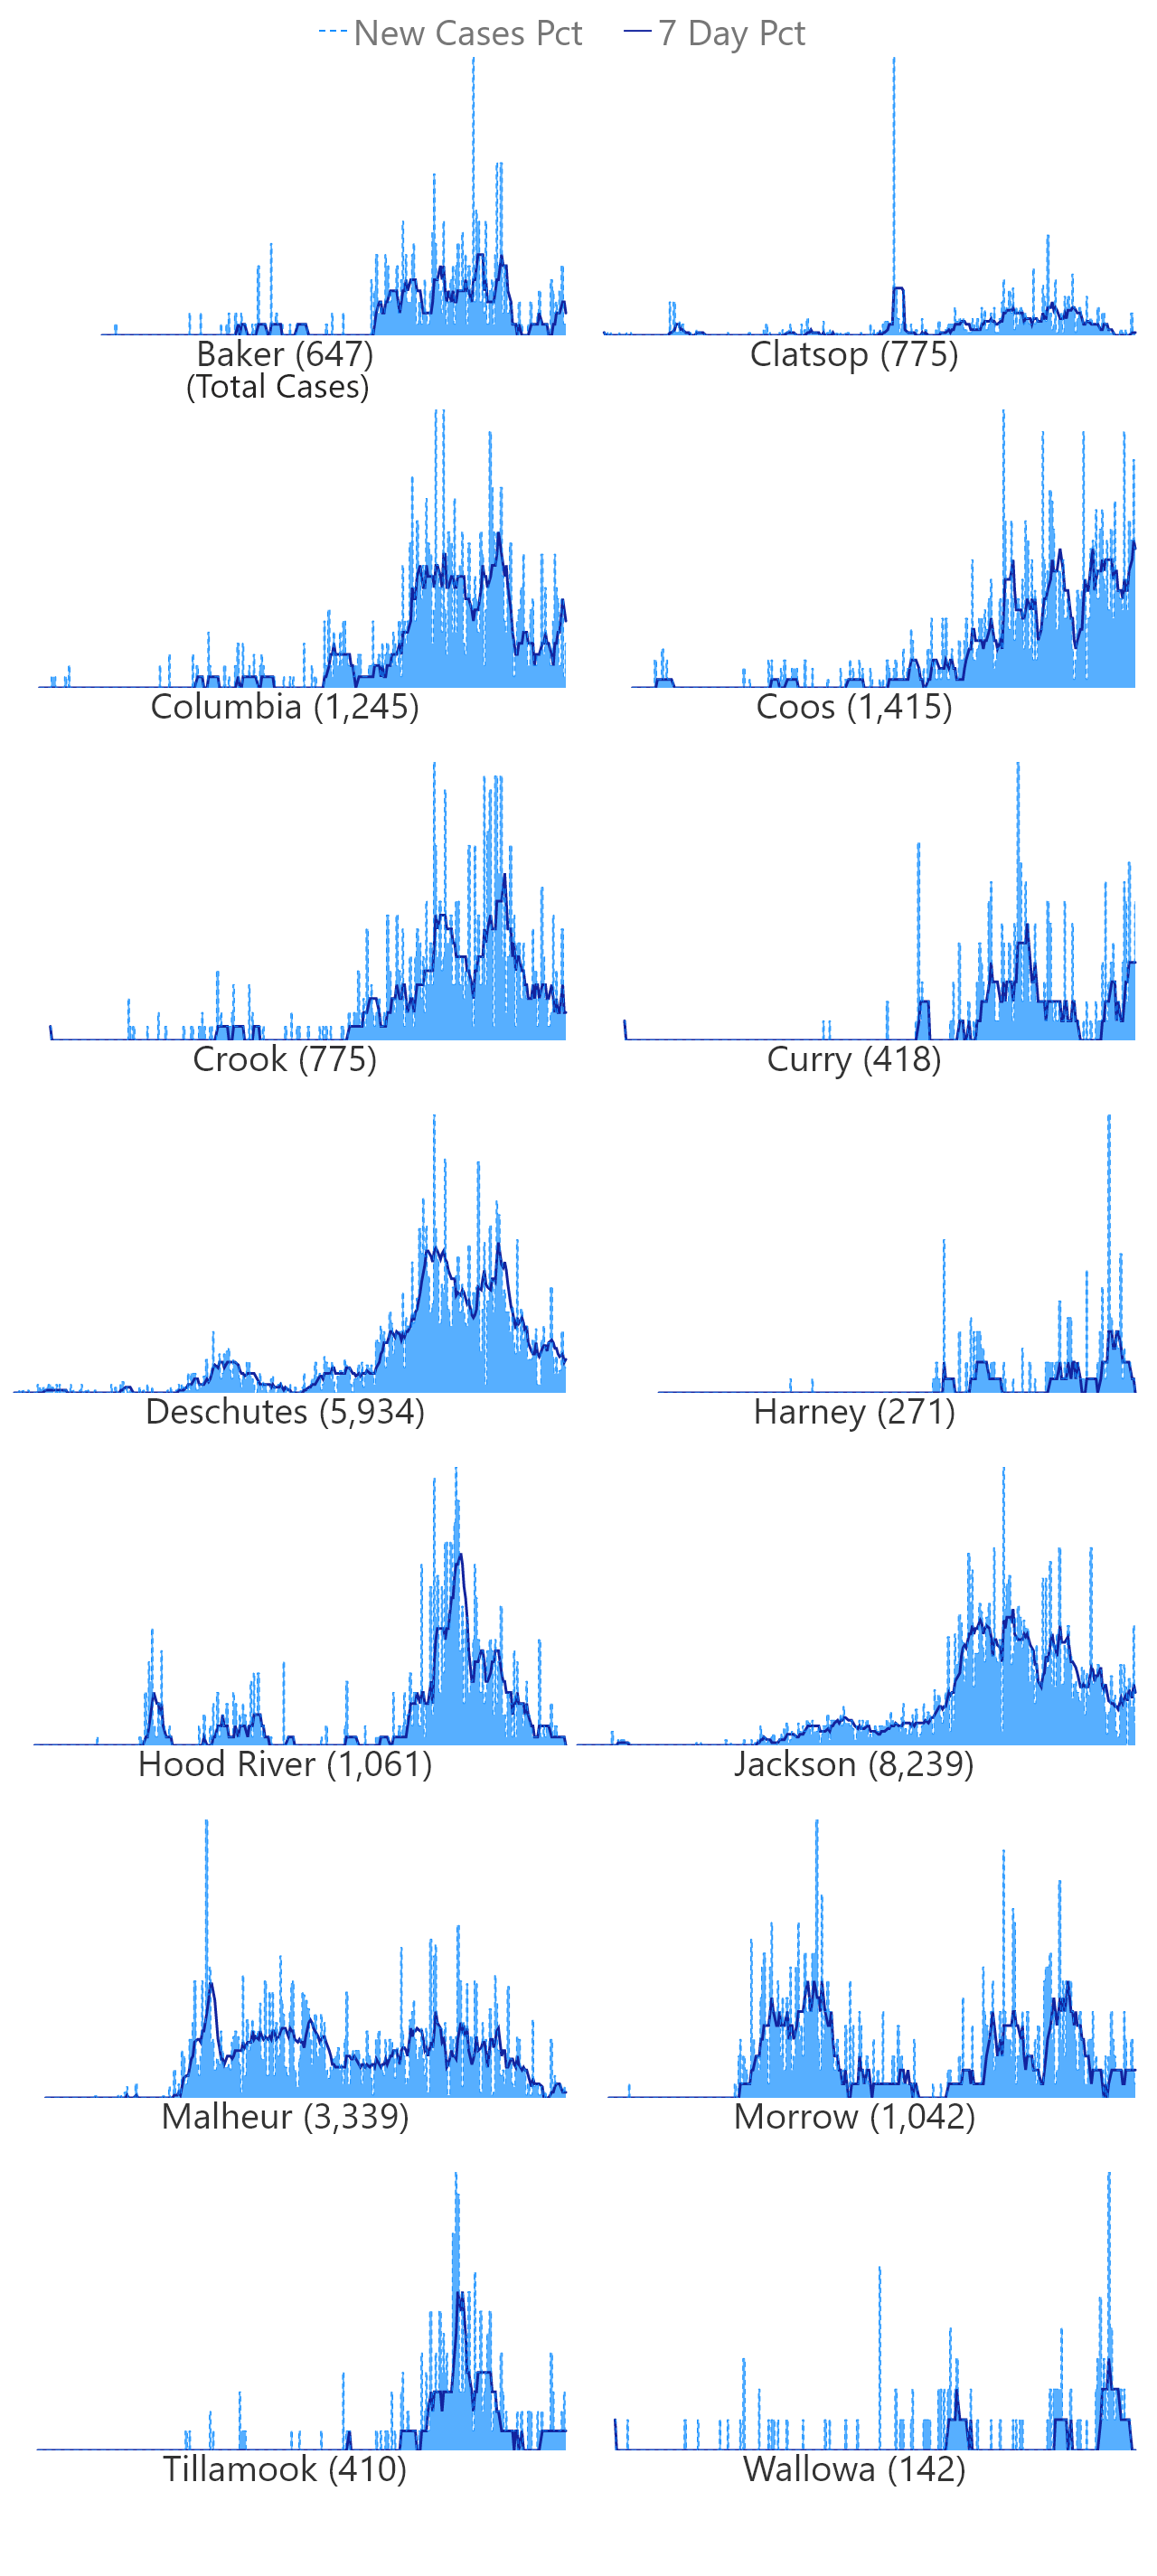 New Cases Pct 7 Day Pct
Baker (647) Clatsop (775)
(Total Cases)
Columbia (1,245) Coos (1,415)
Crook (775) Curry (418)
Deschutes (5,934) Harney (271)
Hood River (1,061) Jackson (8,239)
Malheur (3,339) Morrow (1,042)
Tillamook (410) Wallowa (142)